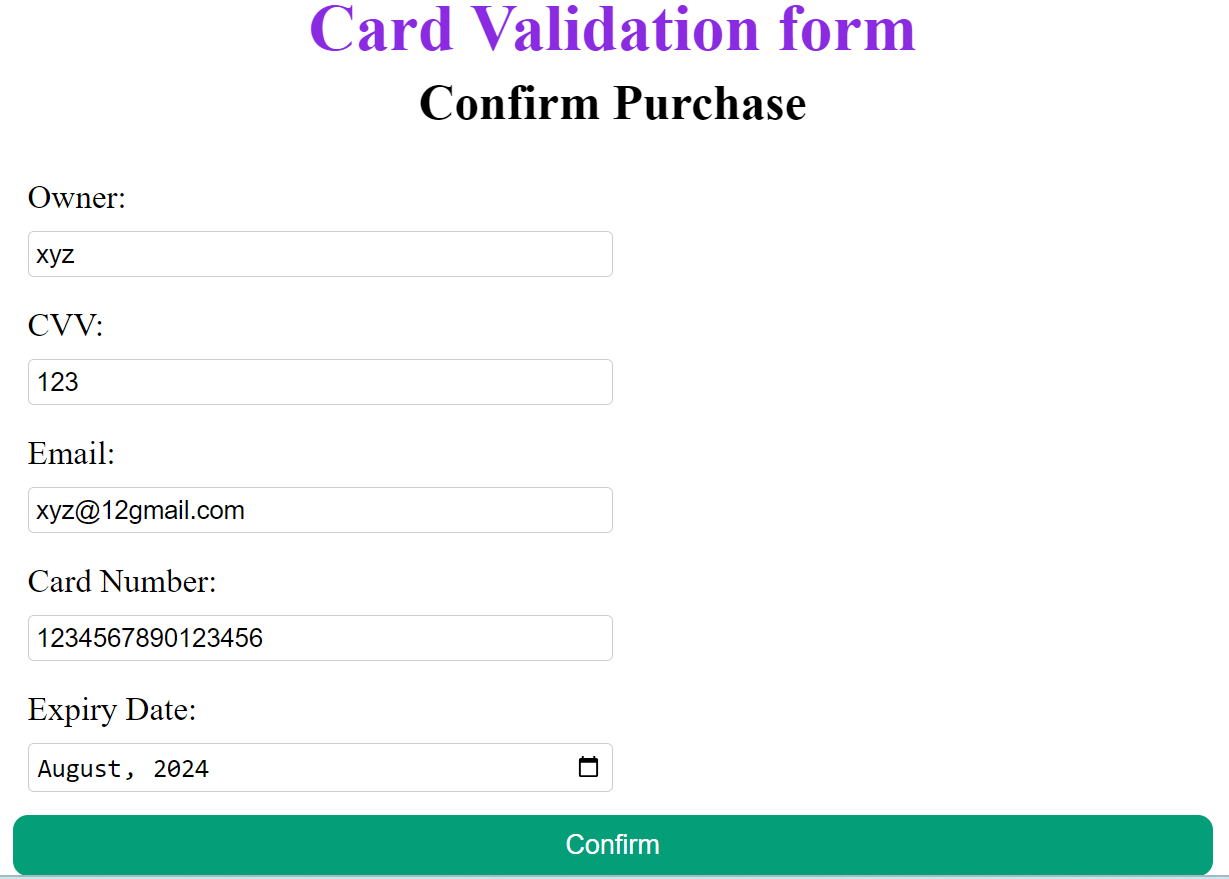 Card Validation form
Confirm Purchase
Owner:
xyz
CVV:
123
Email:
xyz@12gmail.com
Card Number:
1234567890123456
Expiry Date:
August, 2024
Confirm